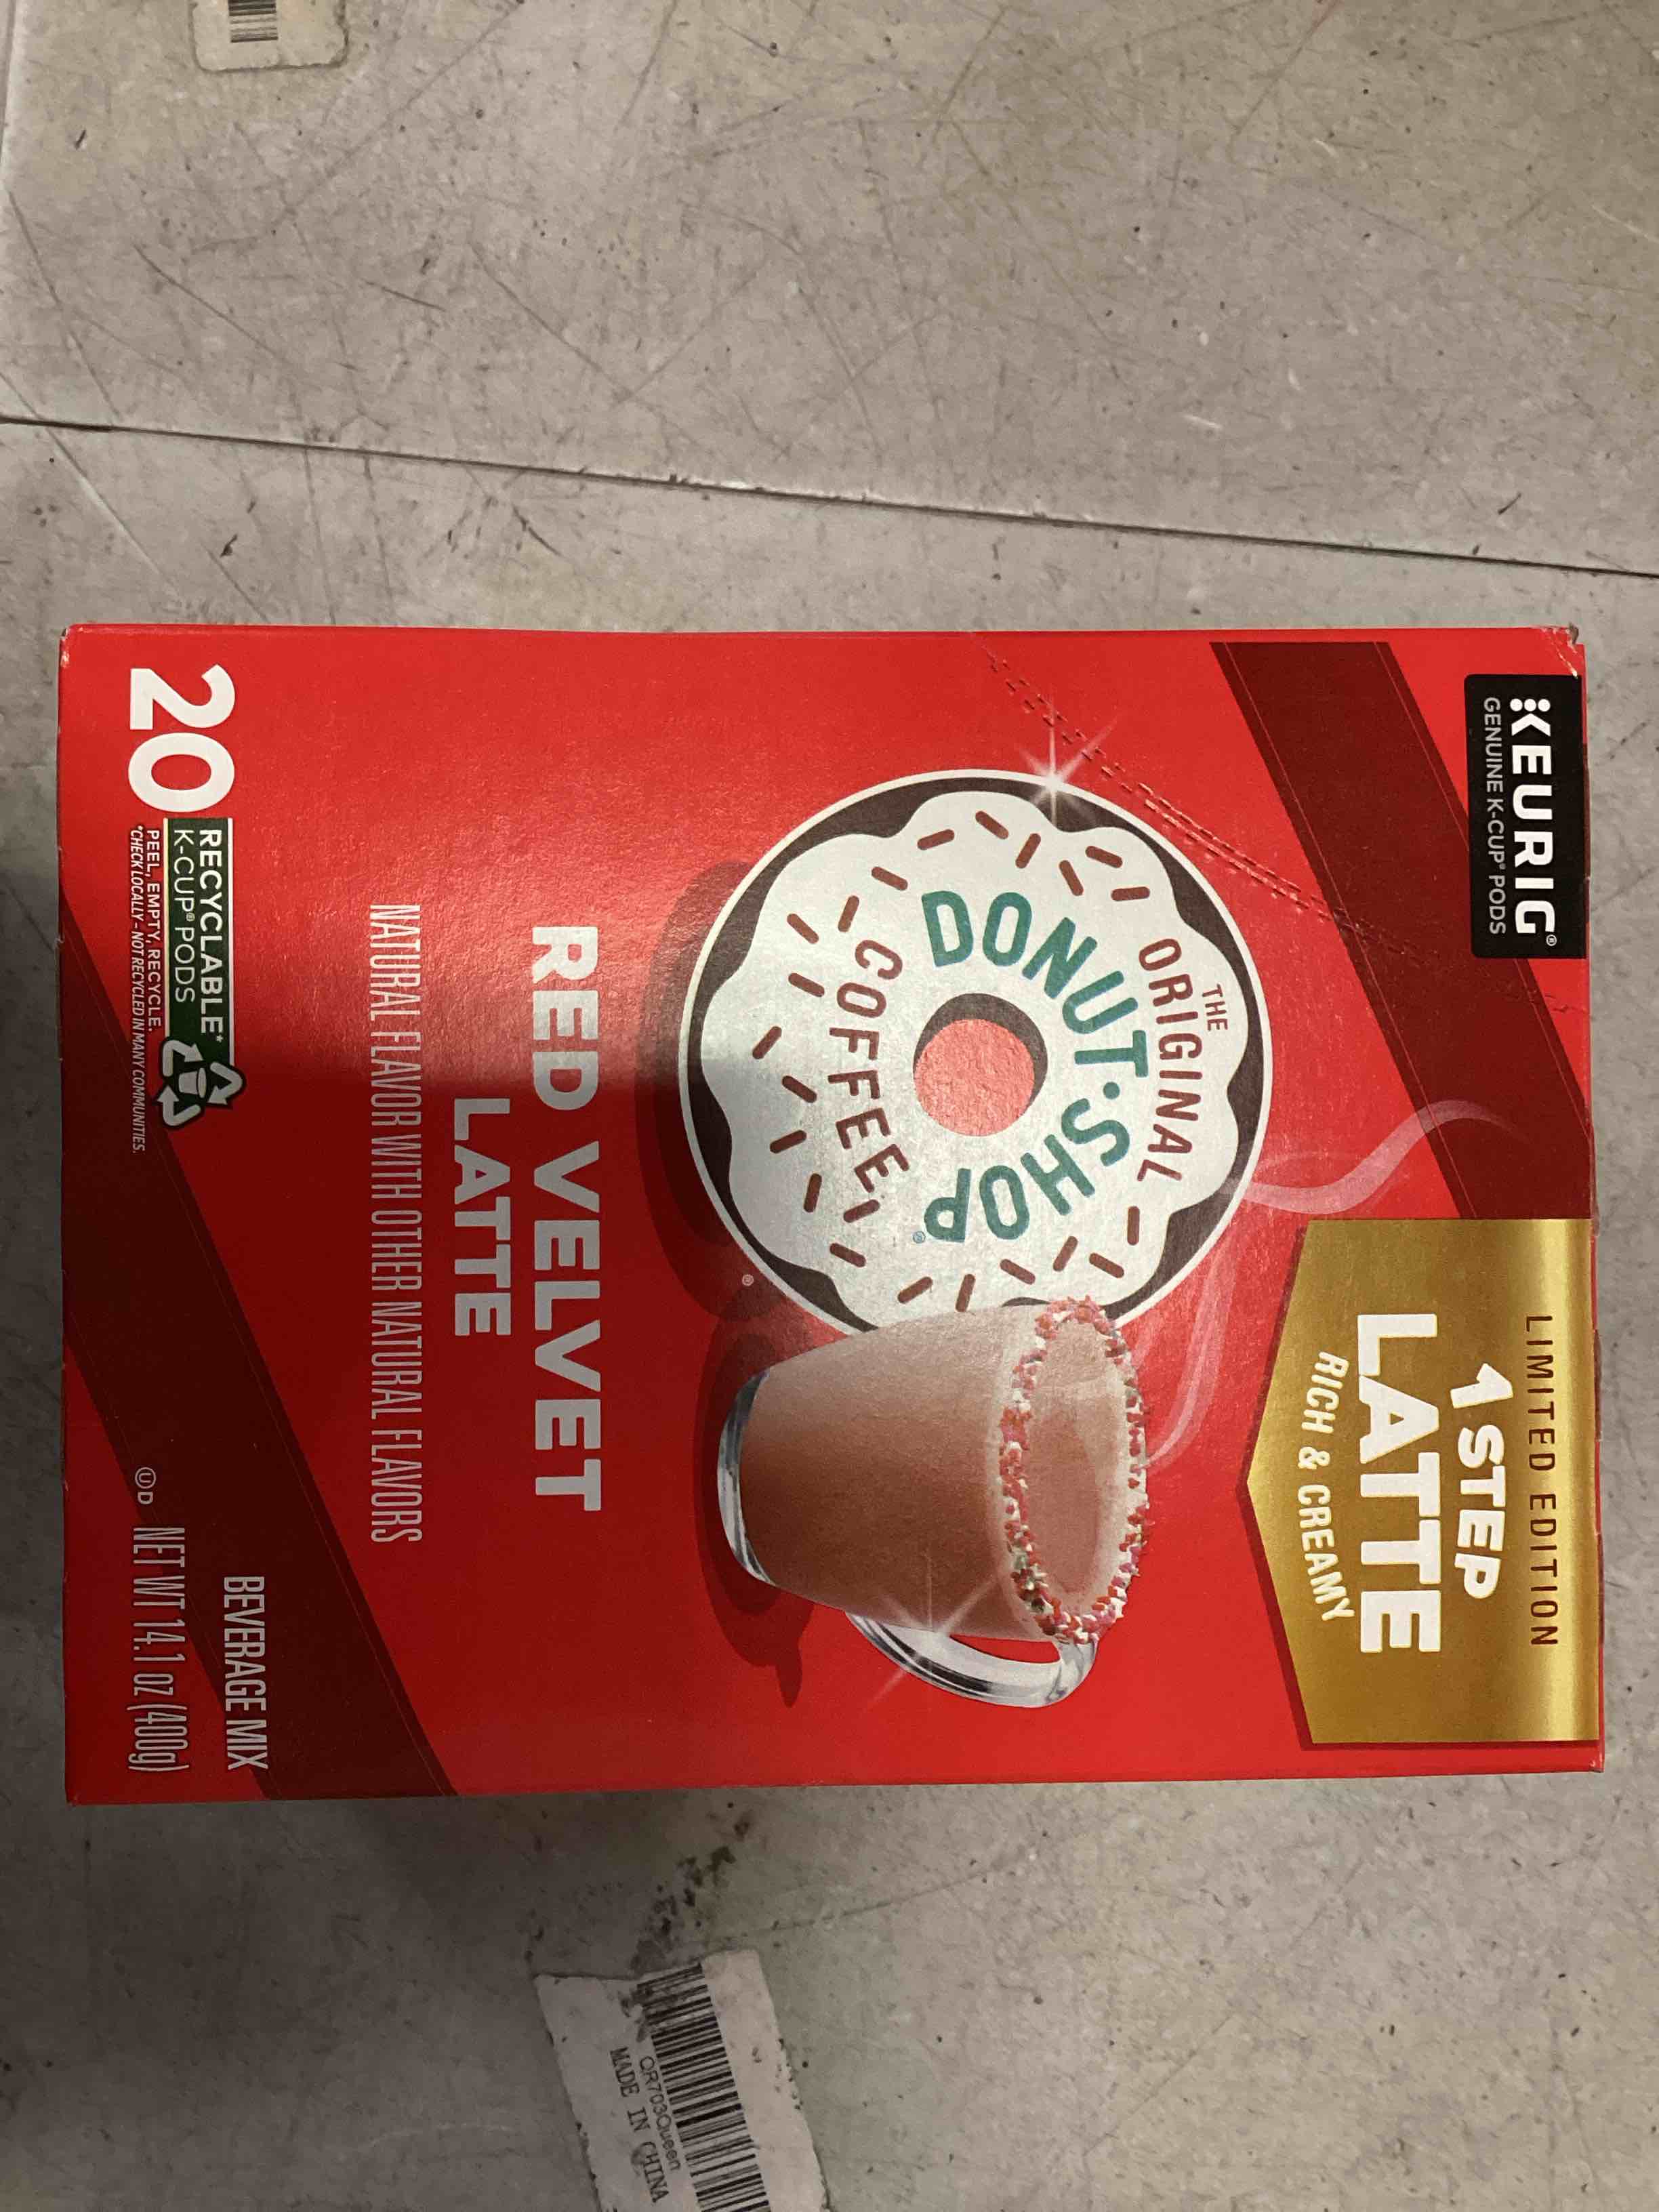 KEURIG®
GENUINE K-CUP® PODS
LIMITED EDITION
1 STEP
LATTE
RICH & CREAMY
THE
ORIGINAL
DONUT·SHOP®
COFFEE
®
RED VELVET
LATTE
NATURAL FLAVOR WITH OTHER NATURAL FLAVORS
20
RECYCLABLE*
K-CUP® PODS
PEEL, EMPTY, RECYCLE.
*CHECK LOCALLY - NOT RECYCLED IN MANY COMMUNITIES.
BEVERAGE MIX
Ⓤ D NET WT 14.1 OZ (400g)
QR703Queen
MADE IN CHINA